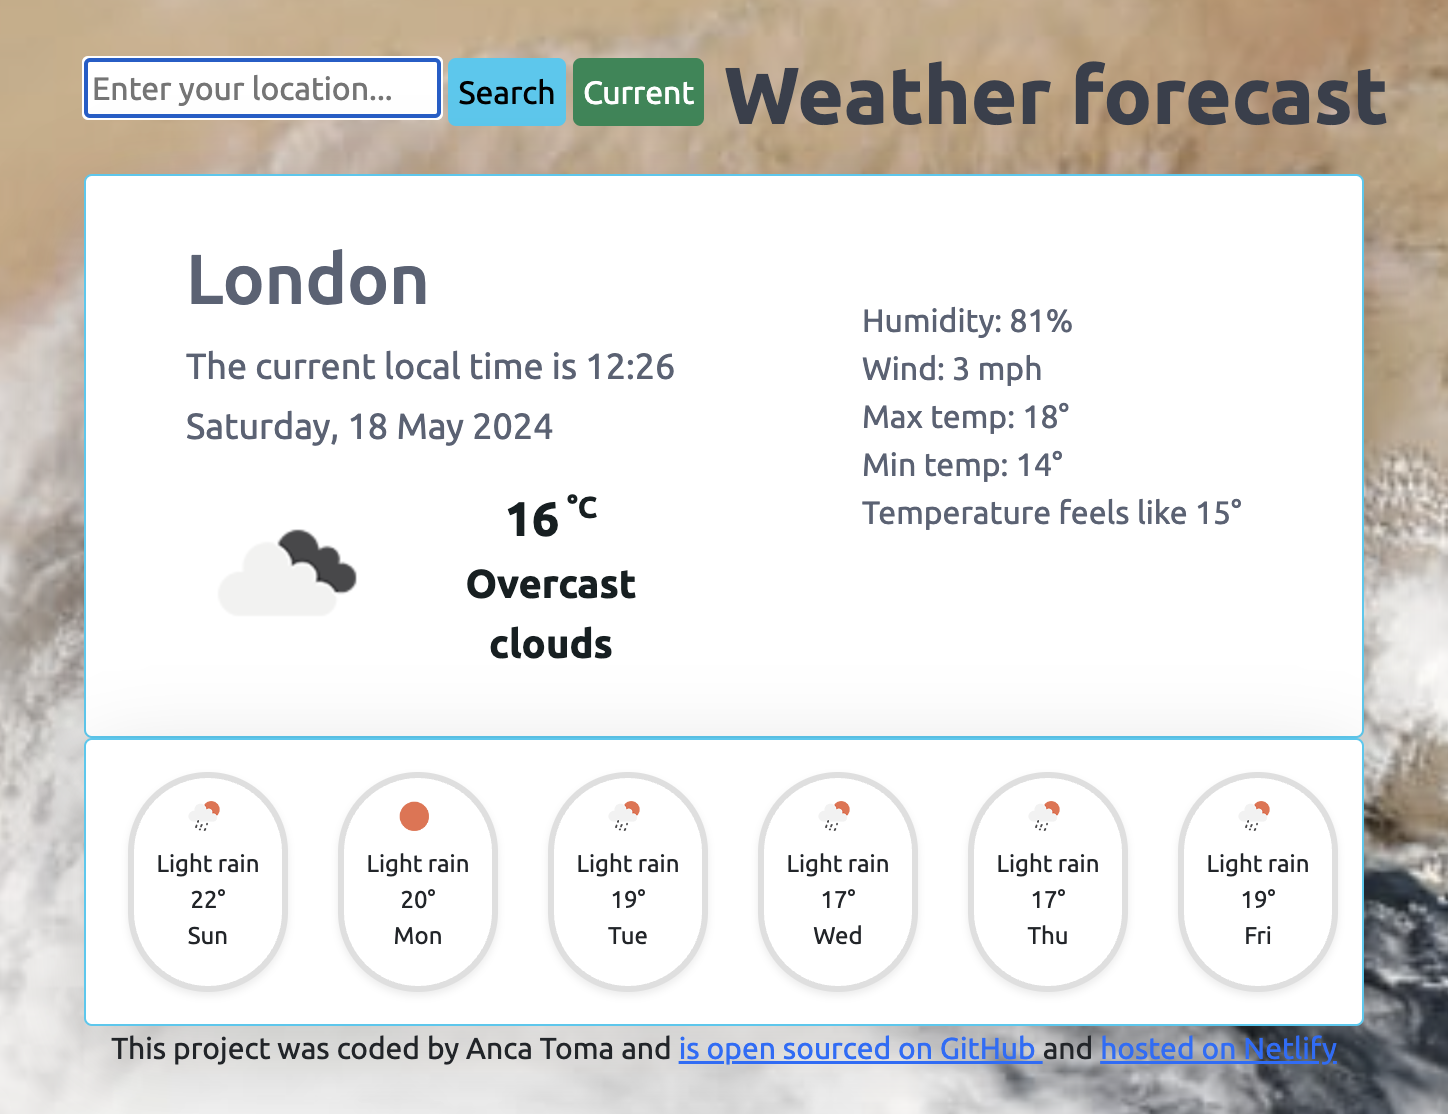 Enter your location...
Search
Current
Weather forecast
London
The current local time is 12:26
Saturday, 18 May 2024
16 °C
Overcast
clouds
Humidity: 81%
Wind: 3 mph
Max temp: 18°
Min temp: 14°
Temperature feels like 15°
Light rain
22°
Sun
Light rain
20°
Mon
Light rain
19°
Tue
Light rain
17°
Wed
Light rain
17°
Thu
Light rain
19°
Fri
This project was coded by Anca Toma and is open sourced on GitHub and hosted on Netlify